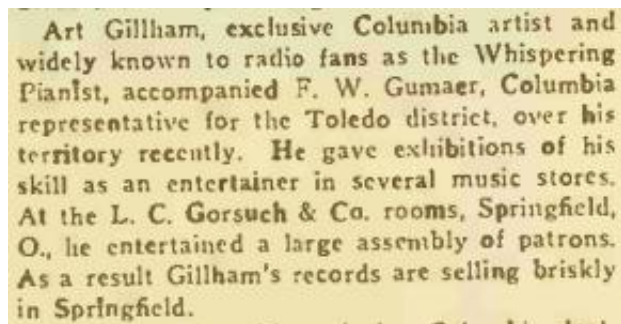 Art Gillham, exclusive Columbia artist and
widely known to radio fans as the Whispering
Pianist, accompanied F. W. Gumaer, Columbia
representative for the Toledo district, over his
territory recently. He gave exhibitions of his
skill as an entertainer in several music stores.
At the L. C. Gorsuch & Co. rooms, Springfield,
O., he entertained a large assembly of patrons.
As a result Gillham's records are selling briskly
in Springfield.